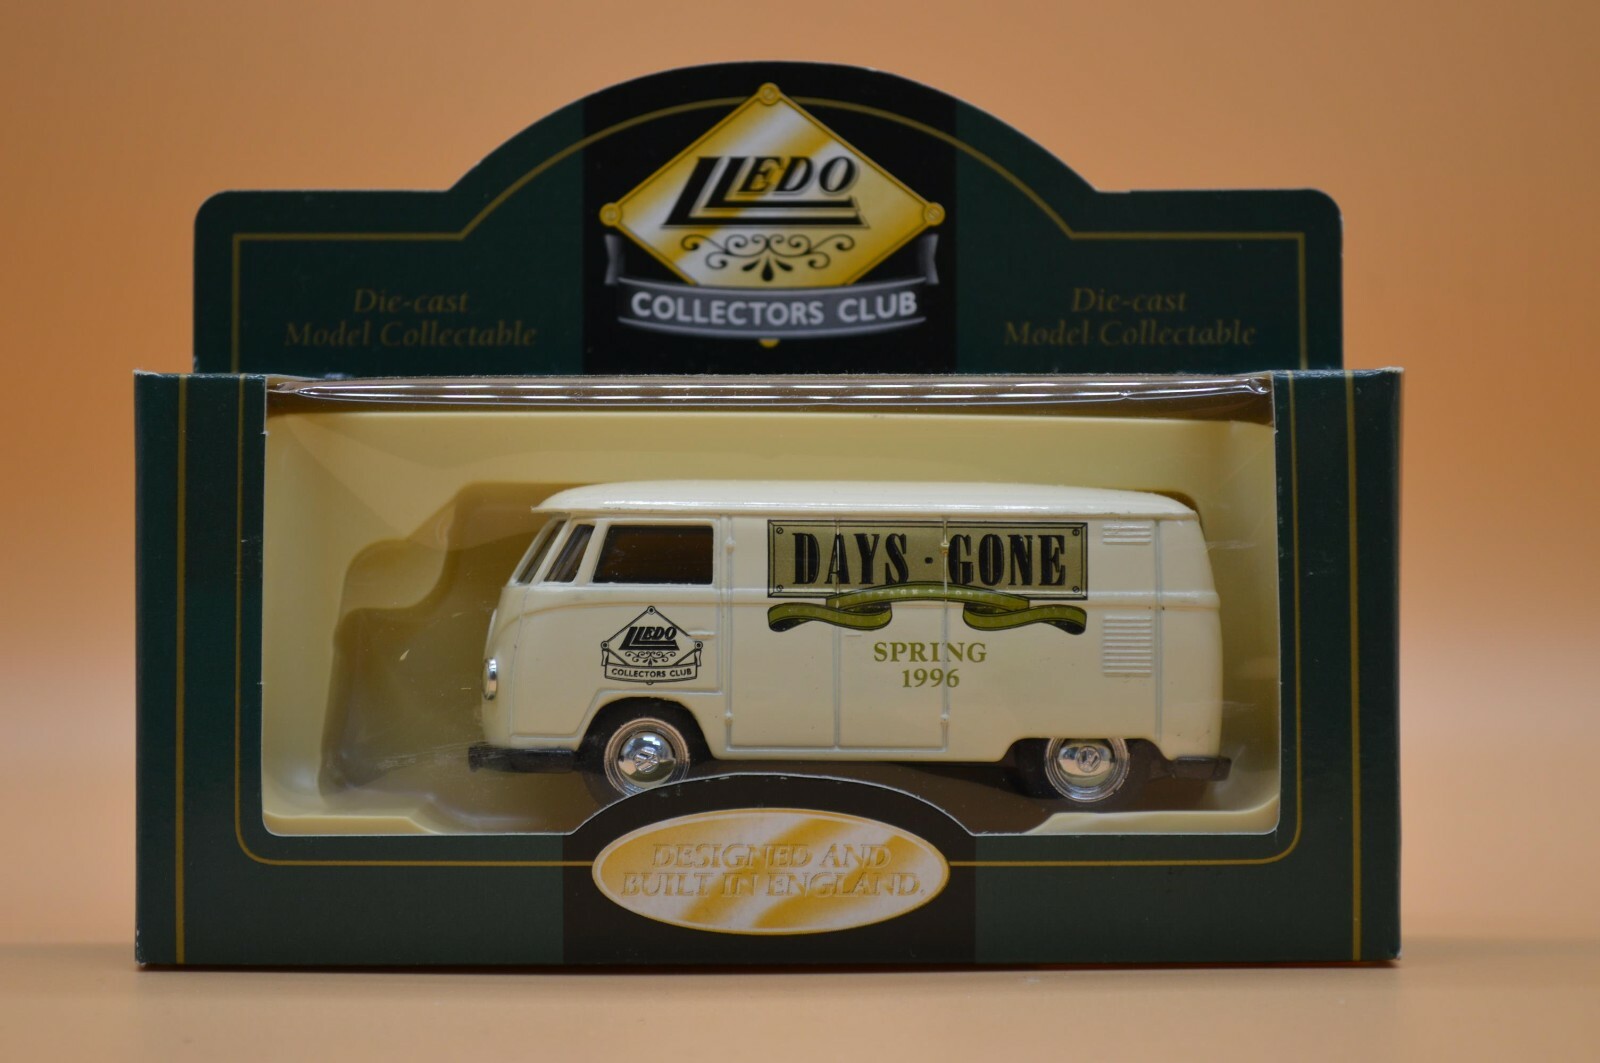 LLEDO
COLLECTORS CLUB
Die-cast
Model Collectable
Die-cast
Model Collectable
DAYS · GONE
SPRING
1996
LLEDO
COLLECTORS CLUB
DESIGNED AND
BUILT IN ENGLAND.